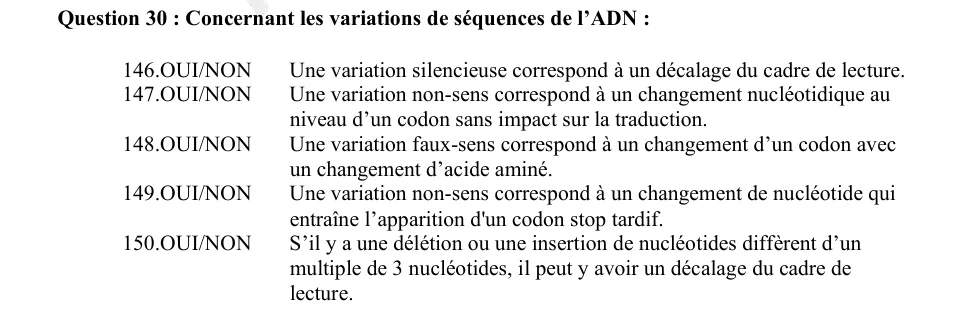 Question 30 : Concernant les variations de séquences de l'ADN :
146.OUI/NON Une variation silencieuse correspond à un décalage du cadre de lecture.
147.OUI/NON Une variation non-sens correspond à un changement nucléotidique au
niveau d'un codon sans impact sur la traduction.
148.OUI/NON Une variation faux-sens correspond à un changement d'un codon avec
un changement d'acide aminé.
149.OUI/NON Une variation non-sens correspond à un changement de nucléotide qui
entraîne l'apparition d'un codon stop tardif.
150.OUI/NON S'il y a une délétion ou une insertion de nucléotides diffèrent d'un
multiple de 3 nucléotides, il peut y avoir un décalage du cadre de
lecture.